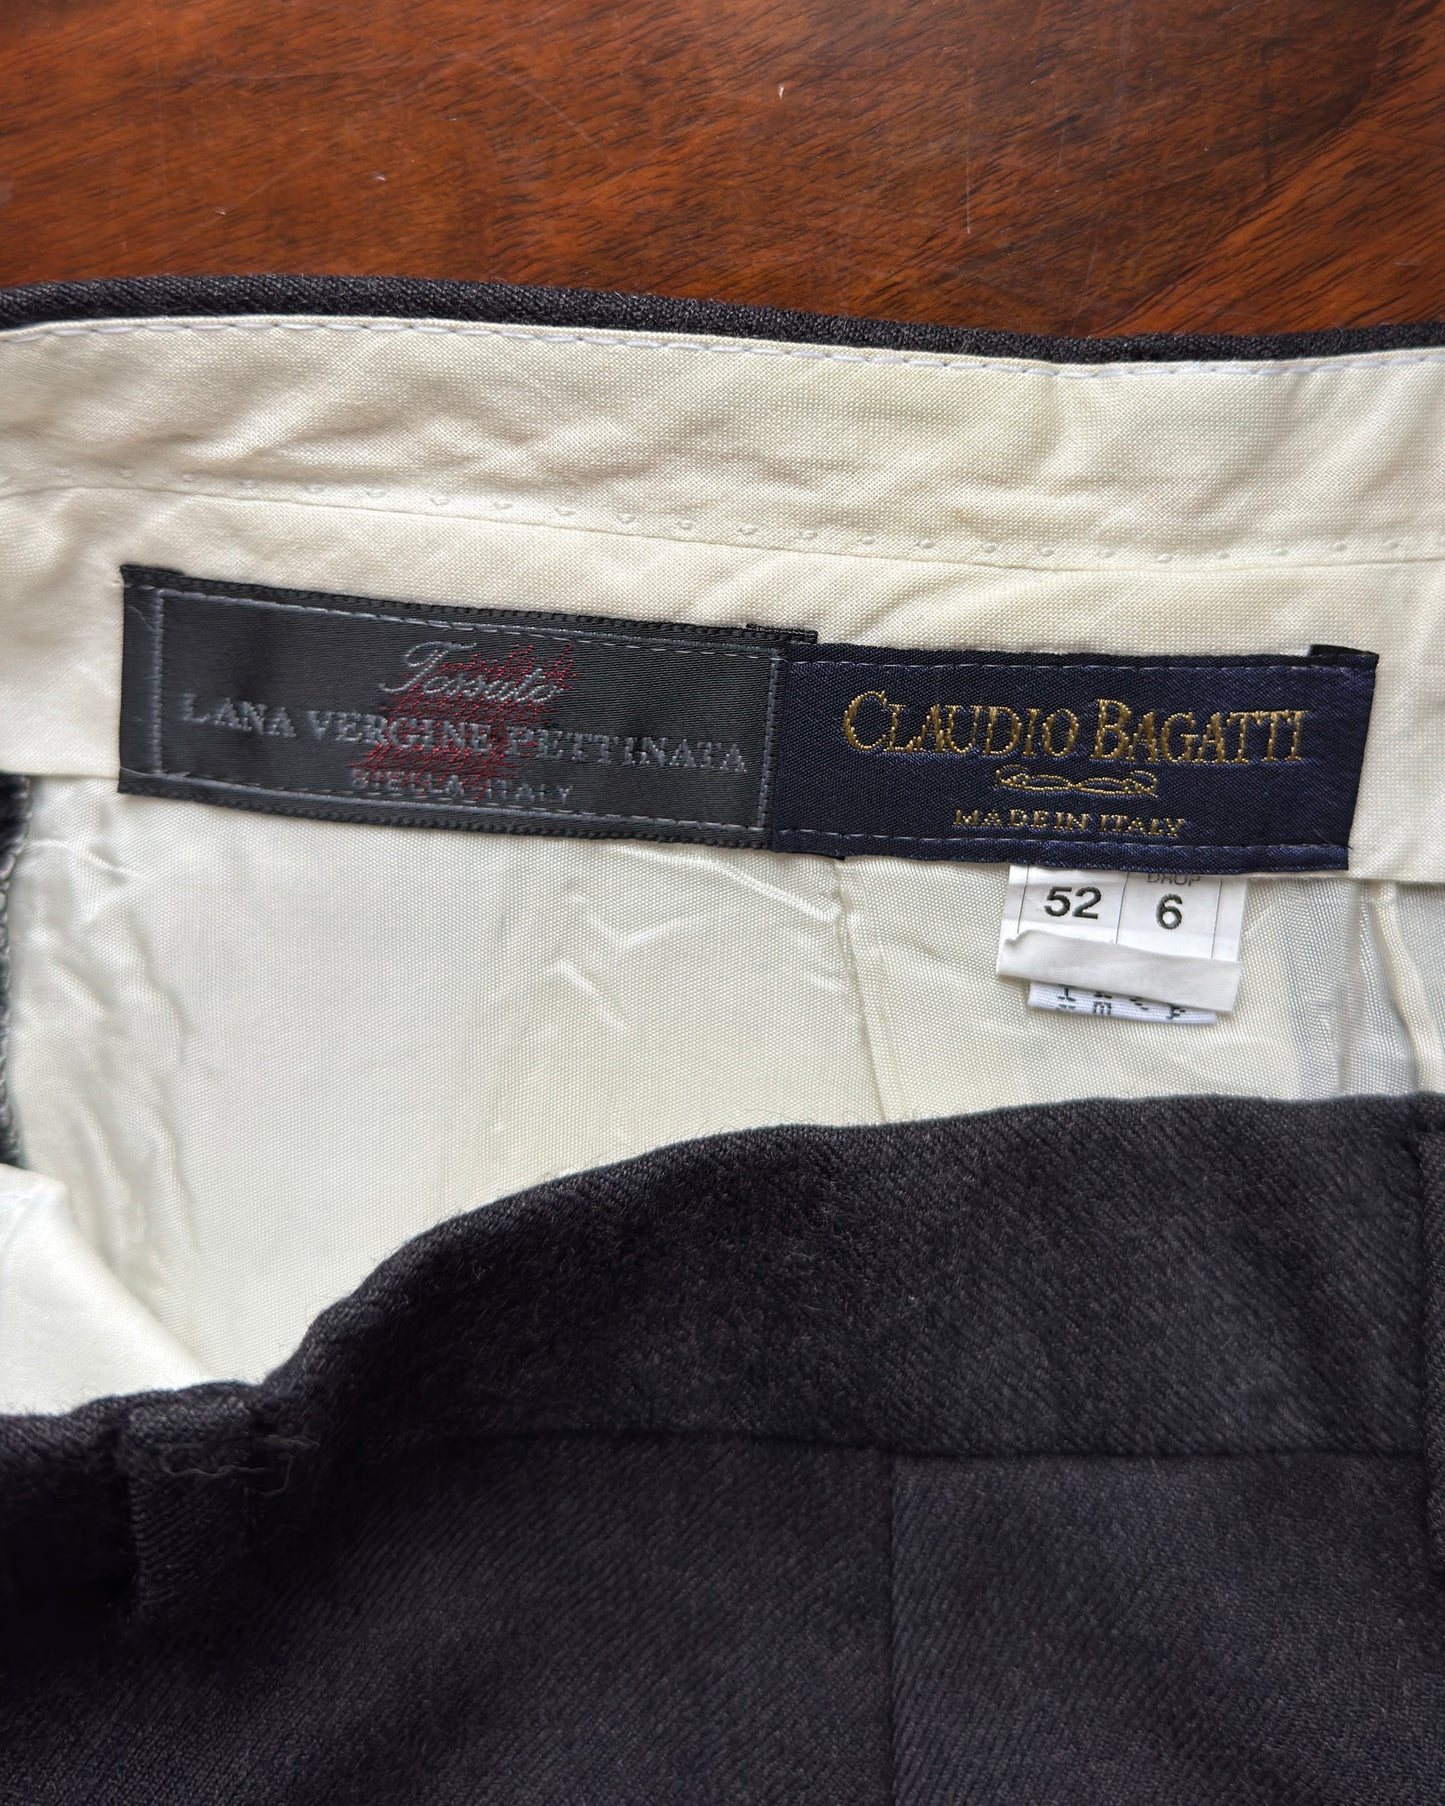 Tessuto
LANA VERGINE PETTINATA
BIELLA ITALY
CLAUDIO BAGATTI
MADE IN ITALY
DROP
52 6